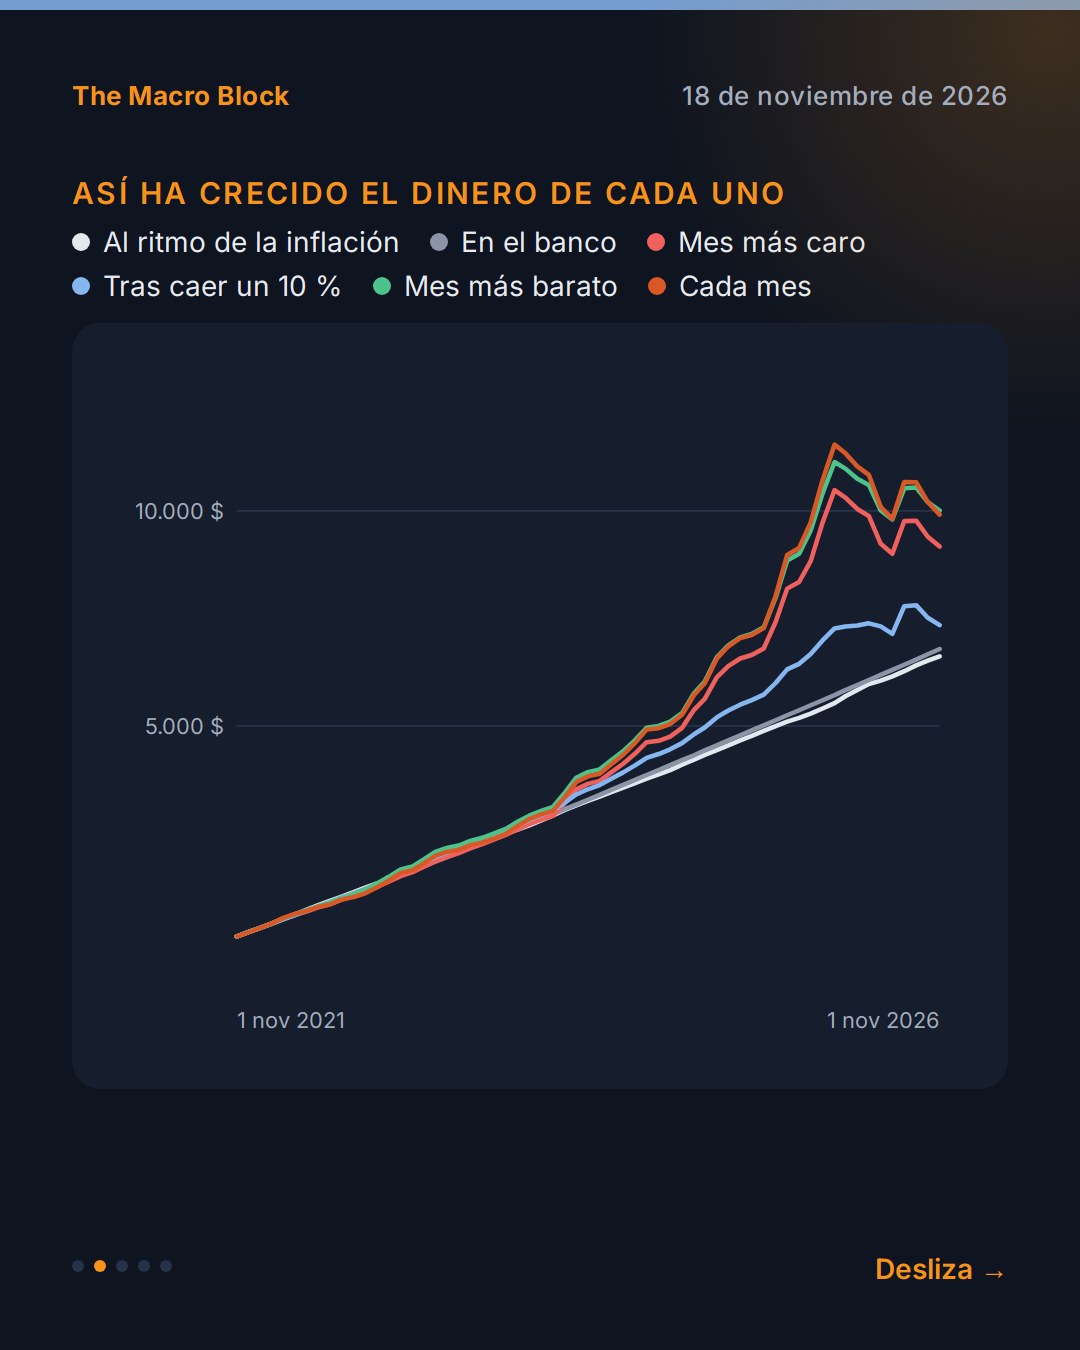 The Macro Block
18 de noviembre de 2026
ASÍ HA CRECIDO EL DINERO DE CADA UNO
Al ritmo de la inflación En el banco Mes más caro
Tras caer un 10 % Mes más barato Cada mes
10.000 $
5.000 $
1 nov 2021
1 nov 2026
Desliza →